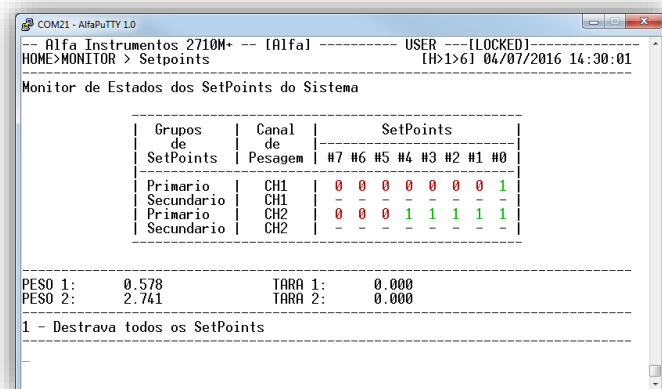 COM21 - AlfaPuTTY 1.0
-- Alfa Instrumentos 2710M+ -- [Alfa] ---------- USER ---[LOCKED]-------------
HOME>MONITOR > Setpoints [H>1>6] 04/07/2016 14:30:01
Monitor de Estados dos SetPoints do Sistema
| Grupos | Canal | SetPoints |
| de | de |
| SetPoints | Pesagem | #7 #6 #5 #4 #3 #2 #1 #0 |
| Primario | CH1 | 0 0 0 0 0 0 0 1 |
| Secundario | CH1 | - - - - - - - - |
| Primario | CH2 | 0 0 0 1 1 1 1 1 |
| Secundario | CH2 | - - - - - - - - |
PESO 1: 0.578 TARA 1: 0.000
PESO 2: 2.741 TARA 2: 0.000
1 - Destrava todos os SetPoints